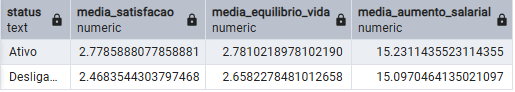 status media_satisfacao media_equilibrio_vida media_aumento_salarial
text numeric numeric numeric
Ativo 2.7785888077858881 2.7810218978102190 15.2311435523114355
Desliga... 2.4683544303797468 2.6582278481012658 15.0970464135021097